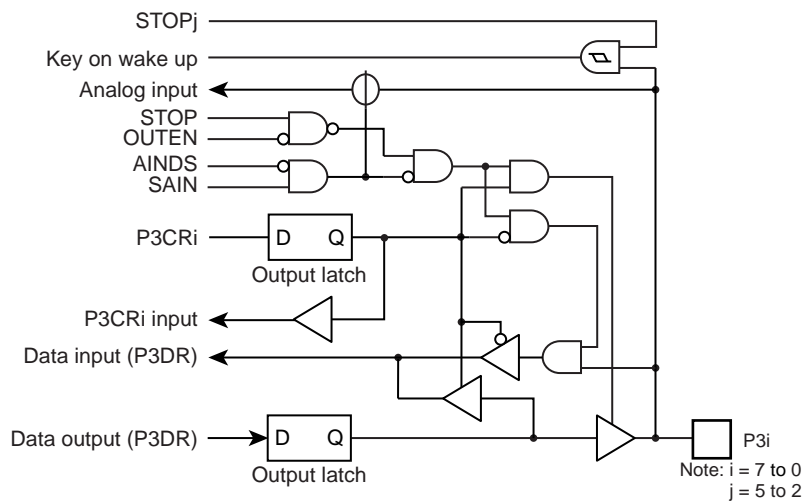 STOPj
Key on wake up
Analog input
STOP
OUTEN
AINDS
SAIN
P3CRi
D Q
Output latch
P3CRi input
Data input (P3DR)
Data output (P3DR)
D Q
Output latch
P3i
Note: i = 7 to 0
j = 5 to 2